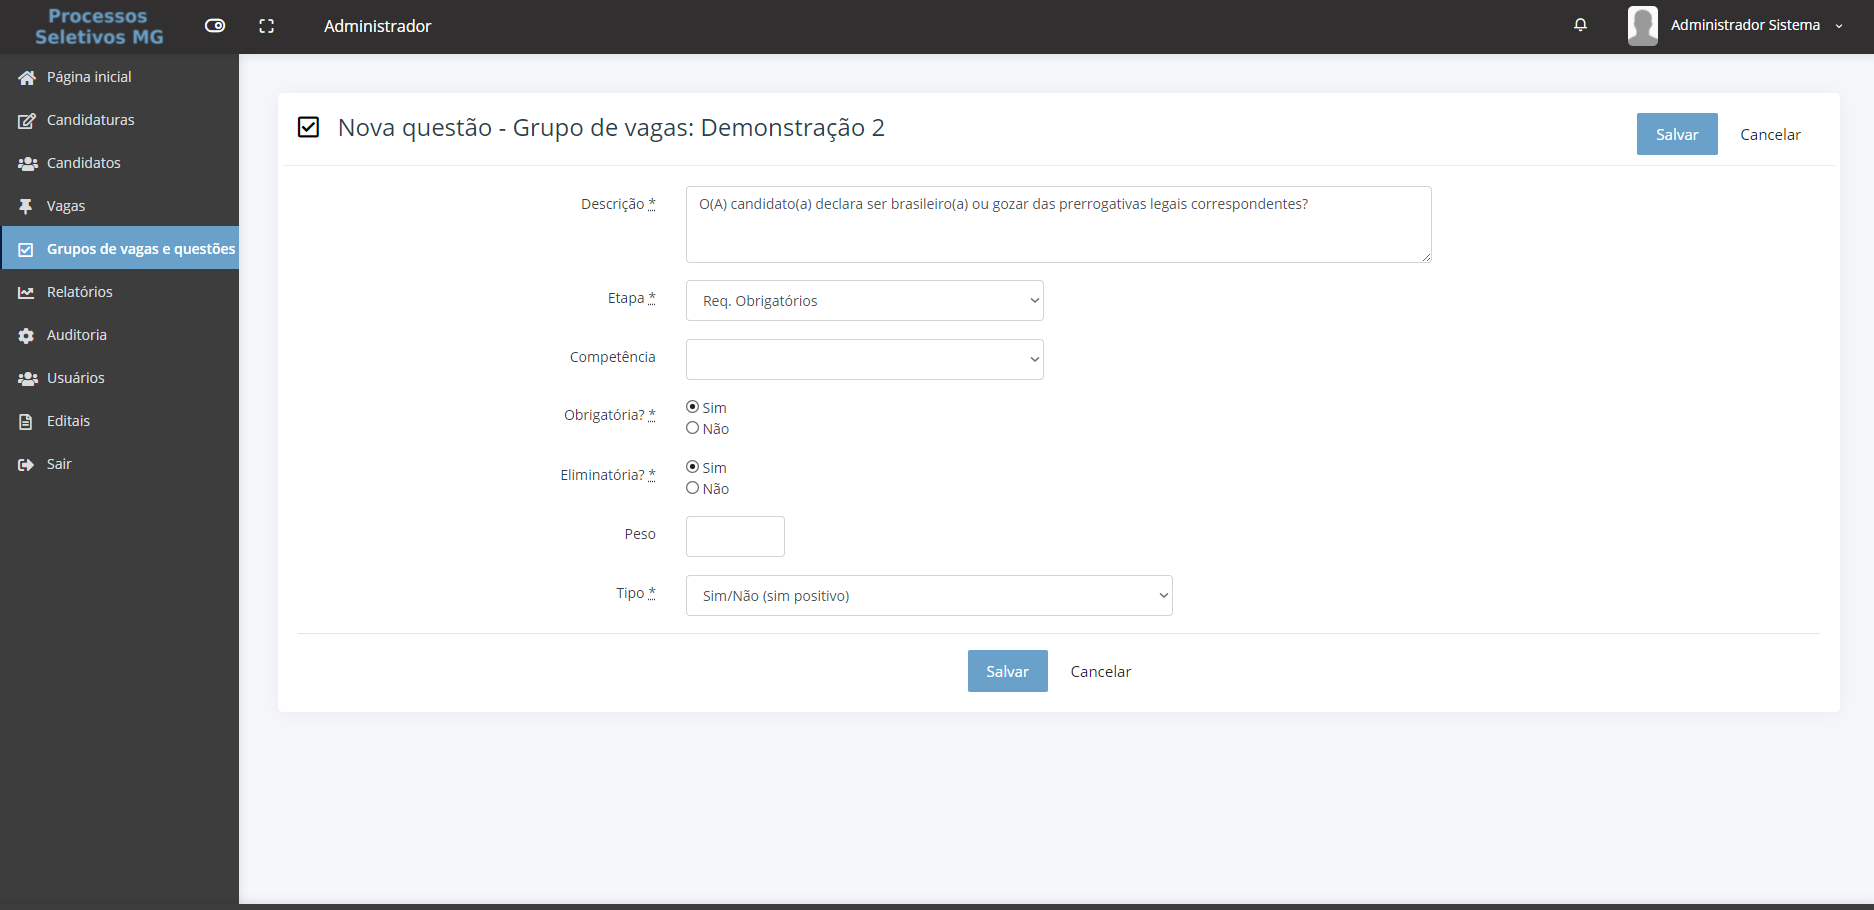 Processos
Seletivos MG
Administrador
Administrador Sistema
Página inicial
Candidaturas
Candidatos
Vagas
Grupos de vagas e questões
Relatórios
Auditoria
Usuários
Editais
Sair
Nova questão - Grupo de vagas: Demonstração 2
Salvar
Cancelar
Descrição *
O(A) candidato(a) declara ser brasileiro(a) ou gozar das prerrogativas legais correspondentes?
Etapa *
Req. Obrigatórios
Competência
Obrigatória? *
Sim
Não
Eliminatória? *
Sim
Não
Peso
Tipo *
Sim/Não (sim positivo)
Salvar
Cancelar